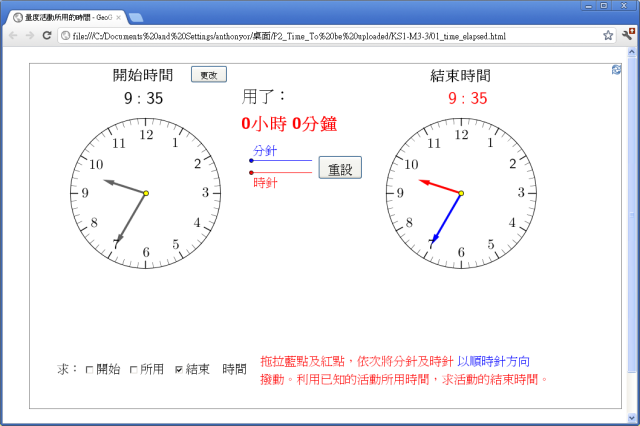 量度活動所用的時間 - GeoG
file:///C:/Documents%20and%20Settings/anthonyor/桌面/P2_Time_To%20be%20uploaded/KS1-M3-3/01_time_elapsed.html
開始時間 更改
9 : 35
用了：
0小時 0分鐘
分針
時針
重設
結束時間
9 : 35
12
1
2
3
4
5
6
7
8
9
10
11
12
1
2
3
4
5
6
7
8
9
10
11
求： 開始 所用 結束 時間
拖拉藍點及紅點，依次將分針及時針 以順時針方向
撥動。利用已知的活動所用時間，求活動的結束時間。